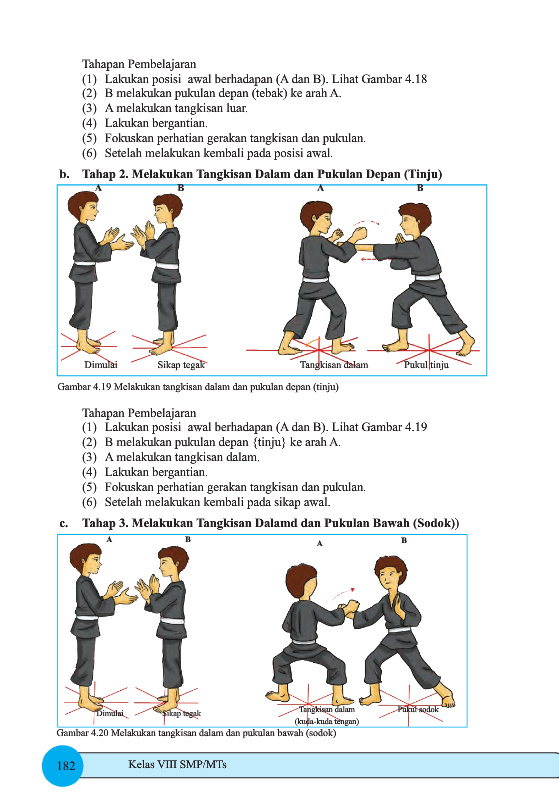 Tahapan Pembelajaran
(1) Lakukan posisi awal berhadapan (A dan B). Lihat Gambar 4.18
(2) B melakukan pukulan depan (tebak) ke arah A.
(3) A melakukan tangkisan luar.
(4) Lakukan bergantian.
(5) Fokuskan perhatian gerakan tangkisan dan pukulan.
(6) Setelah melakukan kembali pada posisi awal.
b. Tahap 2. Melakukan Tangkisan Dalam dan Pukulan Depan (Tinju)
A B A B
Dimulai Sikap tegak Tangkisan dalam Pukul tinju
Gambar 4.19 Melakukan tangkisan dalam dan pukulan depan (tinju)
Tahapan Pembelajaran
(1) Lakukan posisi awal berhadapan (A dan B). Lihat Gambar 4.19
(2) B melakukan pukulan depan {tinju} ke arah A.
(3) A melakukan tangkisan dalam.
(4) Lakukan bergantian.
(5) Fokuskan perhatian gerakan tangkisan dan pukulan.
(6) Setelah melakukan kembali pada sikap awal.
c. Tahap 3. Melakukan Tangkisan Dalamd dan Pukulan Bawah (Sodok))
A B A B
Dimulai Sikap tegak Tangkisan dalam Pukul sodok
(kuda-kuda tengan)
Gambar 4.20 Melakukan tangkisan dalam dan pukulan bawah (sodok)
182 Kelas VIII SMP/MTs